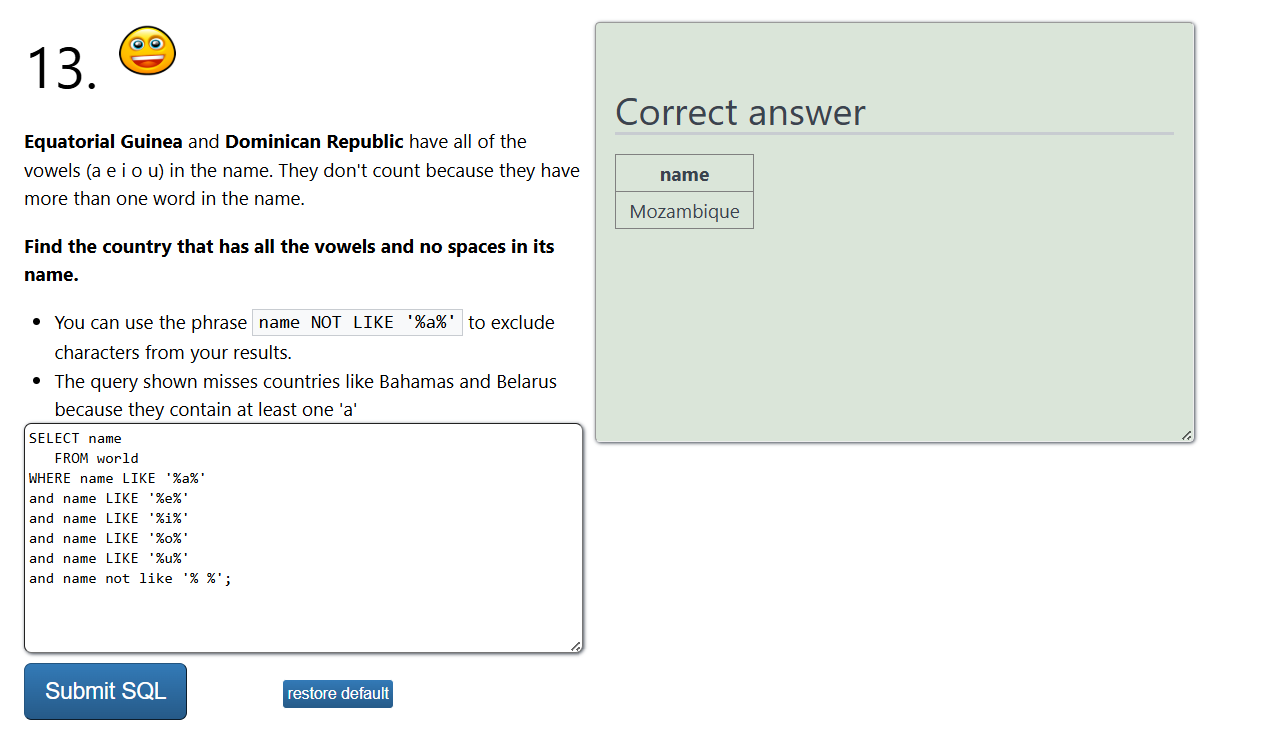 13.
Equatorial Guinea and Dominican Republic have all of the
vowels (a e i o u) in the name. They don't count because they have
more than one word in the name.
Find the country that has all the vowels and no spaces in its
name.
You can use the phrase name NOT LIKE '%a%' to exclude
characters from your results.
The query shown misses countries like Bahamas and Belarus
because they contain at least one 'a'
SELECT name
FROM world
WHERE name LIKE '%a%'
and name LIKE '%e%'
and name LIKE '%i%'
and name LIKE '%o%'
and name LIKE '%u%'
and name not like '% %';
Submit SQL
restore default
Correct answer
name
Mozambique